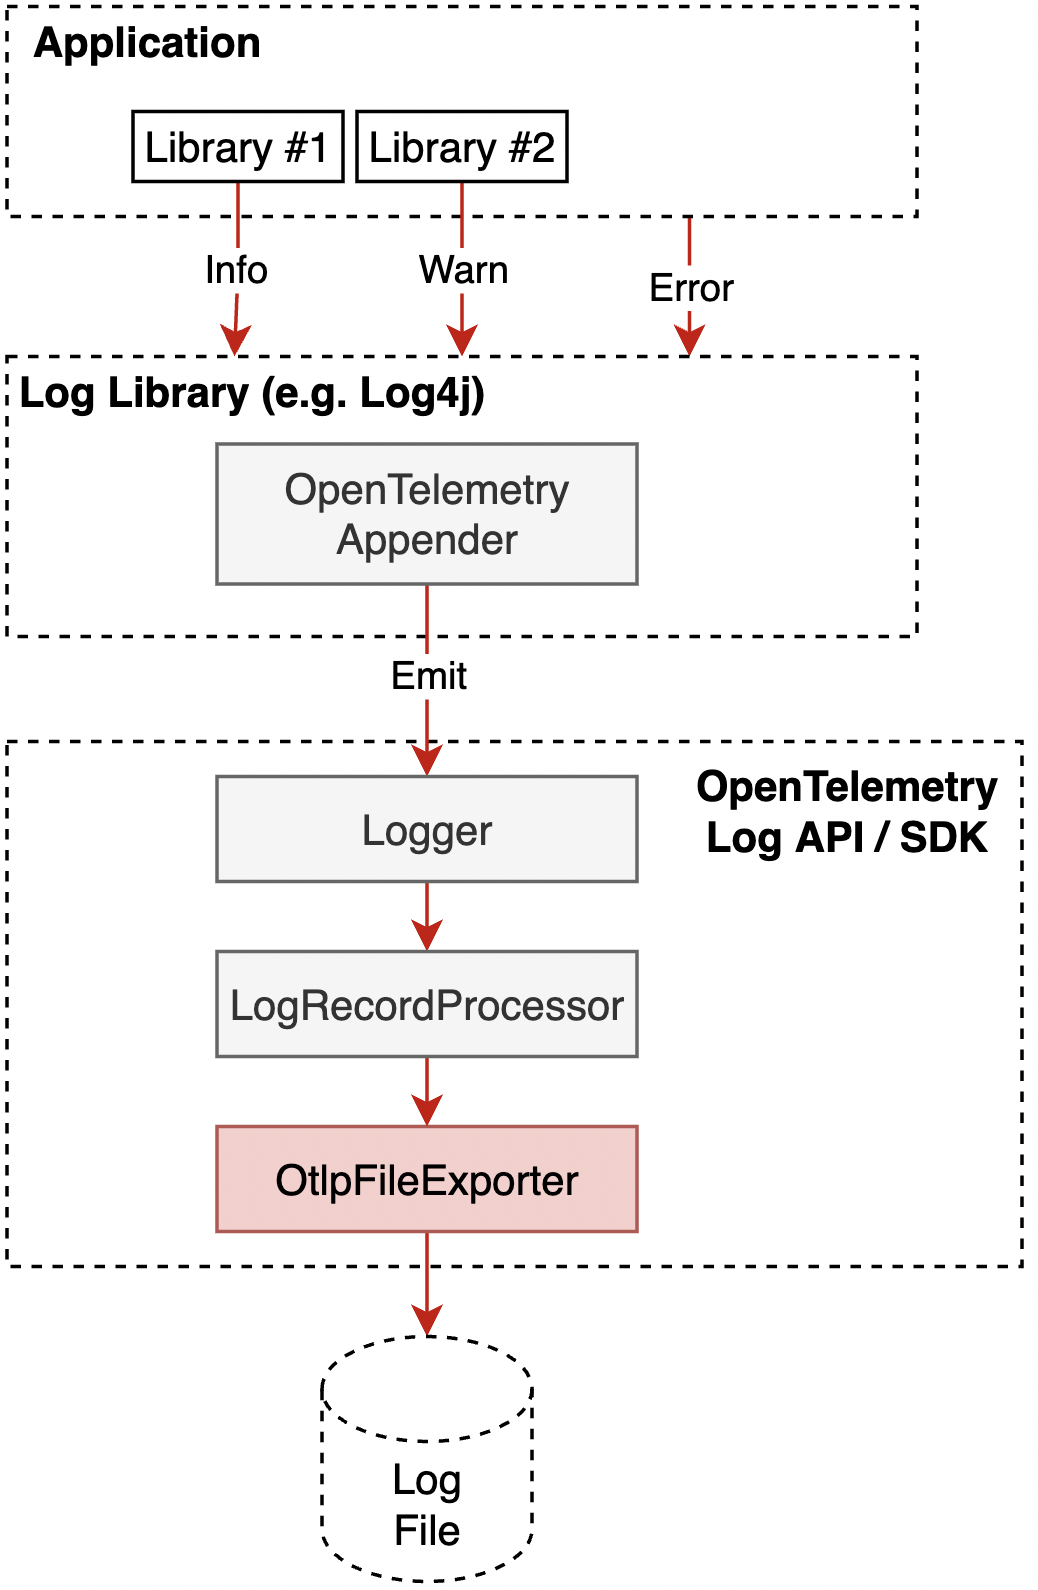 Application
Library #1
Library #2
Info
Warn
Error
Log Library (e.g. Log4j)
OpenTelemetry
Appender
Emit
OpenTelemetry
Log API / SDK
Logger
LogRecordProcessor
OtlpFileExporter
Log
File